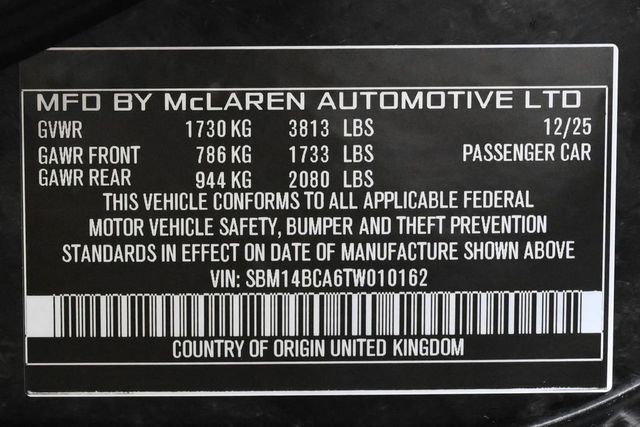 MFD BY McLAREN AUTOMOTIVE LTD
GVWR 1730 KG 3813 LBS 12/25
GAWR FRONT 786 KG 1733 LBS PASSENGER CAR
GAWR REAR 944 KG 2080 LBS
THIS VEHICLE CONFORMS TO ALL APPLICABLE FEDERAL
MOTOR VEHICLE SAFETY, BUMPER AND THEFT PREVENTION
STANDARDS IN EFFECT ON DATE OF MANUFACTURE SHOWN ABOVE
VIN: SBM14BCA6TW010162
COUNTRY OF ORIGIN UNITED KINGDOM